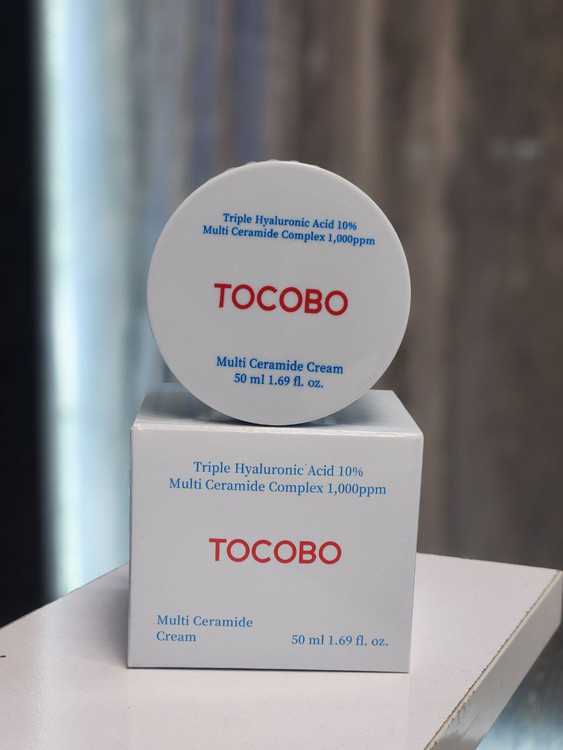 Triple Hyaluronic Acid 10%
Multi Ceramide Complex 1,000ppm
TOCOBO
Multi Ceramide Cream
50 ml 1.69 fl. oz.
Triple Hyaluronic Acid 10%
Multi Ceramide Complex 1,000ppm
TOCOBO
Multi Ceramide
Cream
50 ml 1.69 fl. oz.